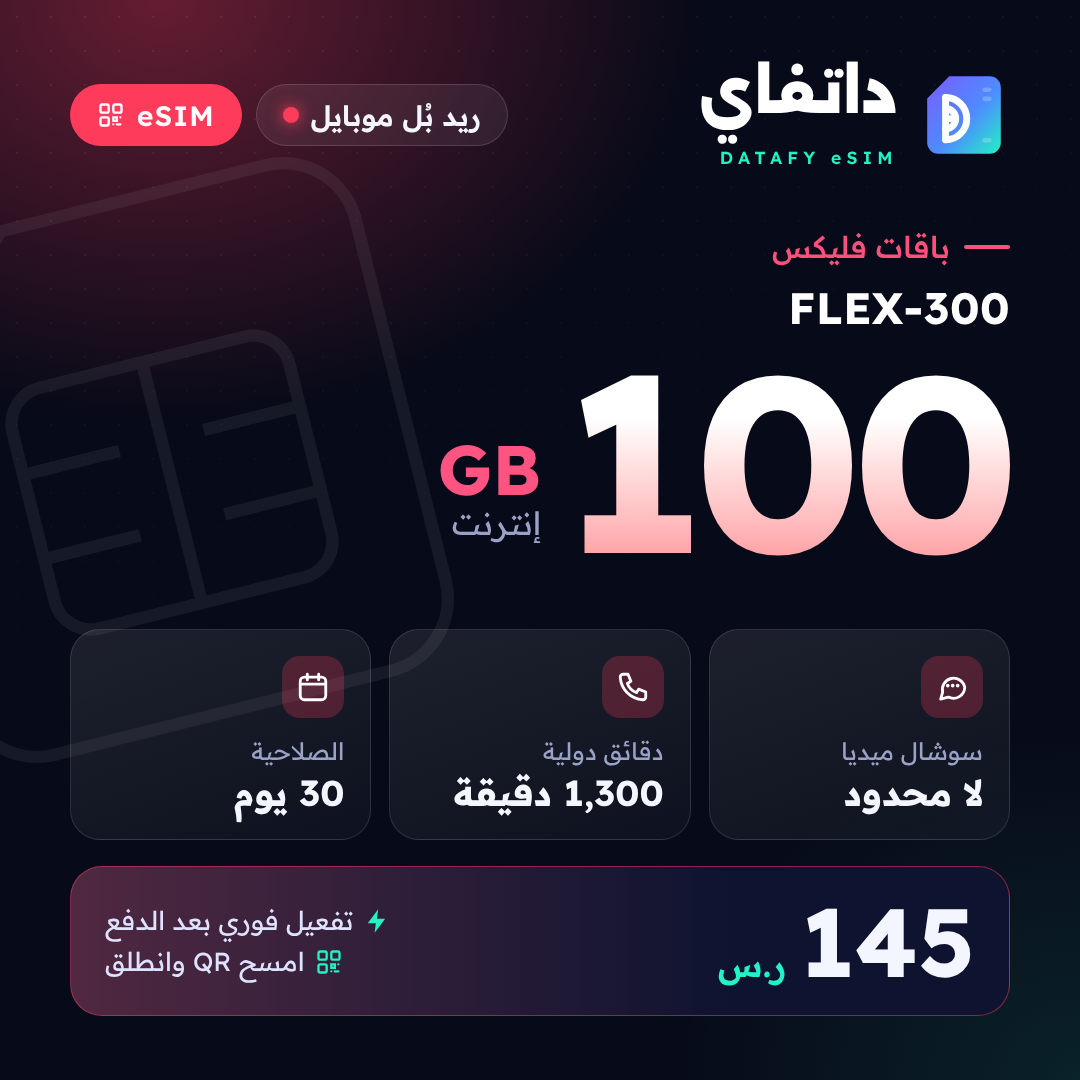 داتفاي
DATAFY eSIM
ريد بُل موبايل
eSIM
باقات فليكس
FLEX-300
100
GB
إنترنت
سوشال ميديا
لا محدود
دقائق دولية
1,300 دقيقة
الصلاحية
30 يوم
145 ر.س
تفعيل فوري بعد الدفع
امسح QR وانطلق